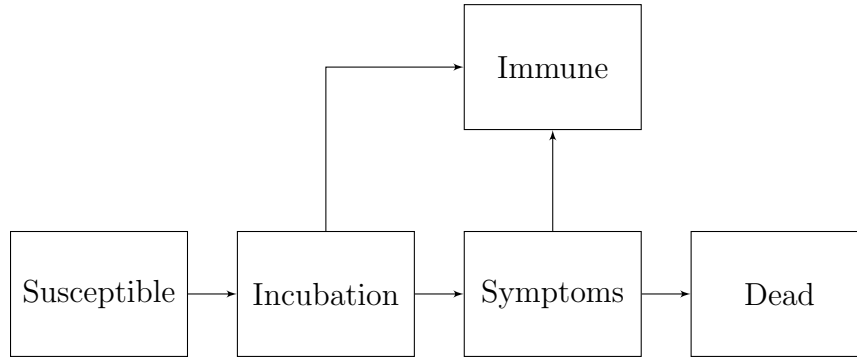 Immune
Susceptible
Incubation
Symptoms
Dead